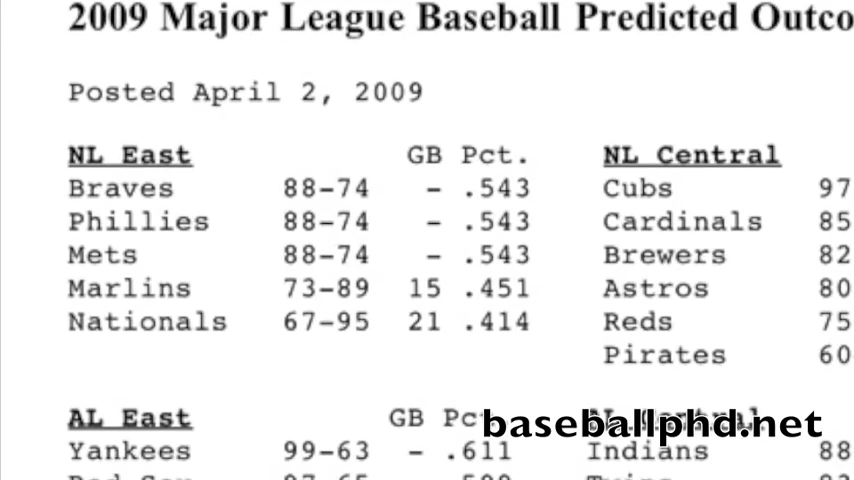 2009 Major League Baseball Predicted Outco
Posted April 2, 2009
NL East GB Pct. NL Central
Braves 88-74 - .543 Cubs 97
Phillies 88-74 - .543 Cardinals 85
Mets 88-74 - .543 Brewers 82
Marlins 73-89 15 .451 Astros 80
Nationals 67-95 21 .414 Reds 75
Pirates 60
AL East GB
baseballphd.net
Yankees 99-63 - .611 Indians 88